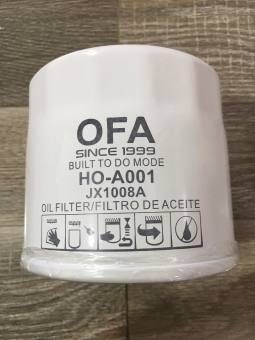 OFA
SINCE 1999
BUILT TO DO MODE
HO-A001
JX1008A
OIL FILTER/FILTRO DE ACEITE